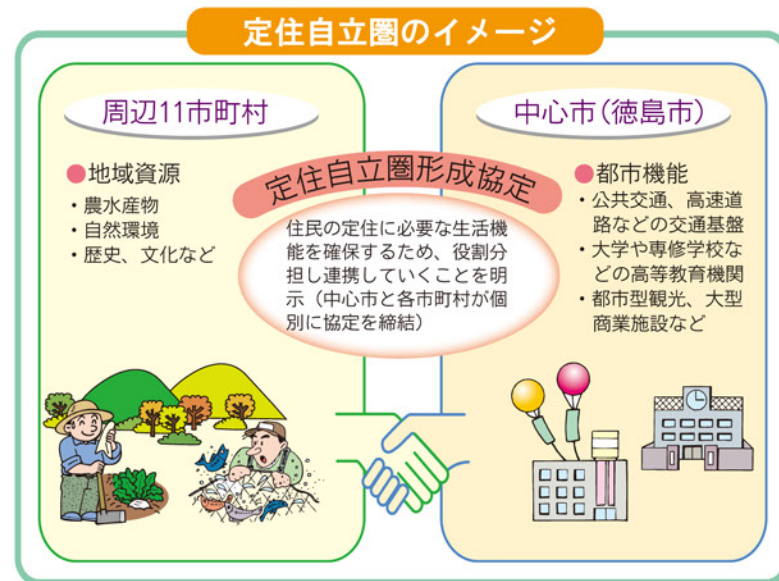 定住自立圏のイメージ
周辺11市町村
●地域資源
・農水産物
・自然環境
・歴史、文化など
定住自立圏形成協定
住民の定住に必要な生活機
能を確保するため、役割分
担し連携していくことを明
示（中心市と各市町村が個
別に協定を締結）
中心市（徳島市）
●都市機能
・公共交通、高速道
路などの交通基盤
・大学や専修学校な
どの高等教育機関
・都市型観光、大型
商業施設など